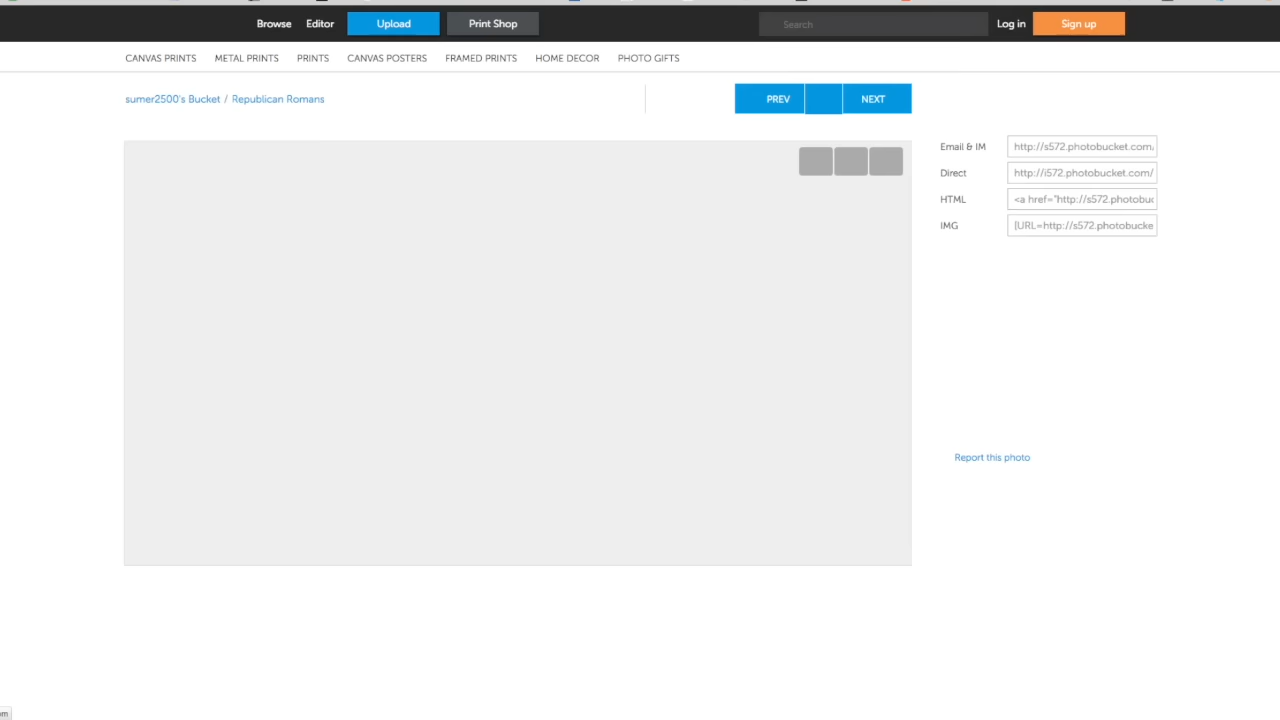 Browse Editor Upload Print Shop Search Log in Sign up
CANVAS PRINTS METAL PRINTS PRINTS CANVAS POSTERS FRAMED PRINTS HOME DECOR PHOTO GIFTS
sumer2500's Bucket / Republican Romans PREV NEXT
Email & IM http://s572.photobucket.com/
Direct http://i572.photobucket.com/
HTML <a href="http://s572.photobuc
IMG [URL=http://s572.photobucke
Report this photo
om